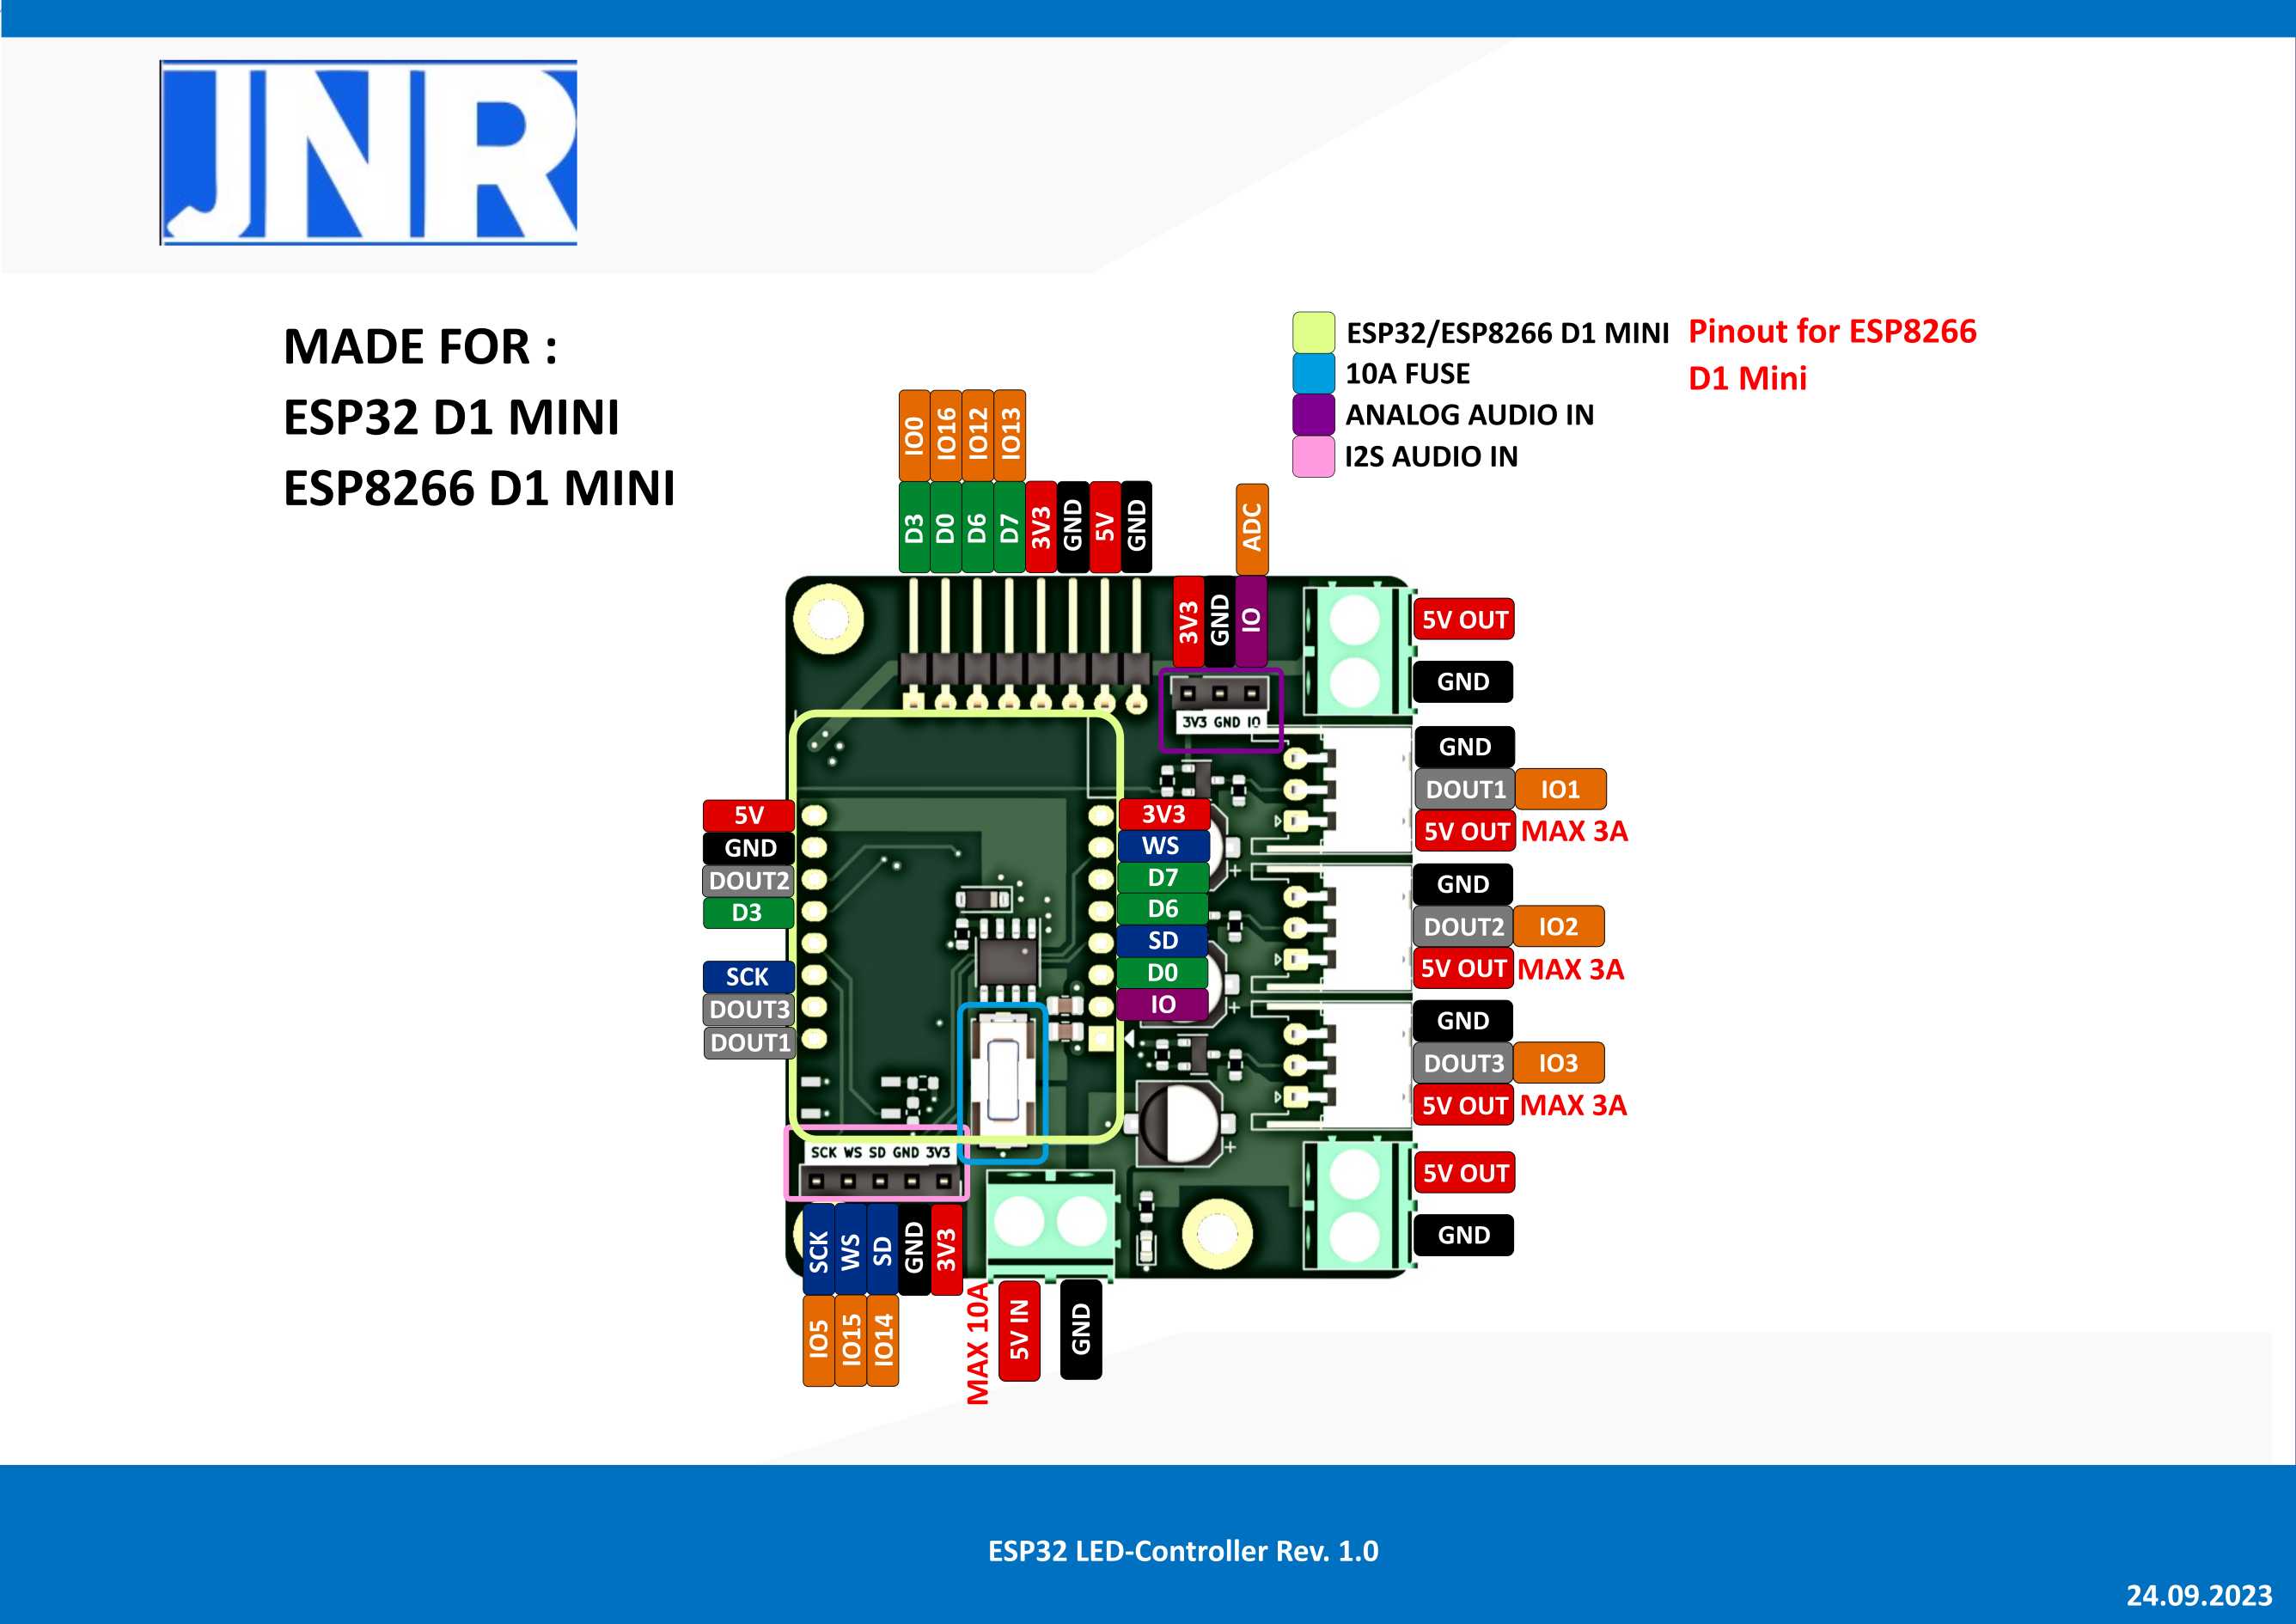 JNR
MADE FOR :
ESP32 D1 MINI
ESP8266 D1 MINI
ESP32/ESP8266 D1 MINI
10A FUSE
ANALOG AUDIO IN
I2S AUDIO IN
Pinout for ESP8266
D1 Mini
IO0 IO16 IO12 IO13
D3 D0 D6 D7 3V3 GND 5V GND
ADC
3V3 GND IO
3V3 GND IO
5V OUT
GND
GND
DOUT1 IO1
5V OUT MAX 3A
GND
DOUT2 IO2
5V OUT MAX 3A
GND
DOUT3 IO3
5V OUT MAX 3A
5V OUT
GND
5V
GND
DOUT2
D3
SCK
DOUT3
DOUT1
3V3
WS
D7
D6
SD
D0
IO
SCK WS SD GND 3V3
SCK WS SD GND 3V3
IO5 IO15 IO14
MAX 10A
5V IN
GND
ESP32 LED-Controller Rev. 1.0
24.09.2023